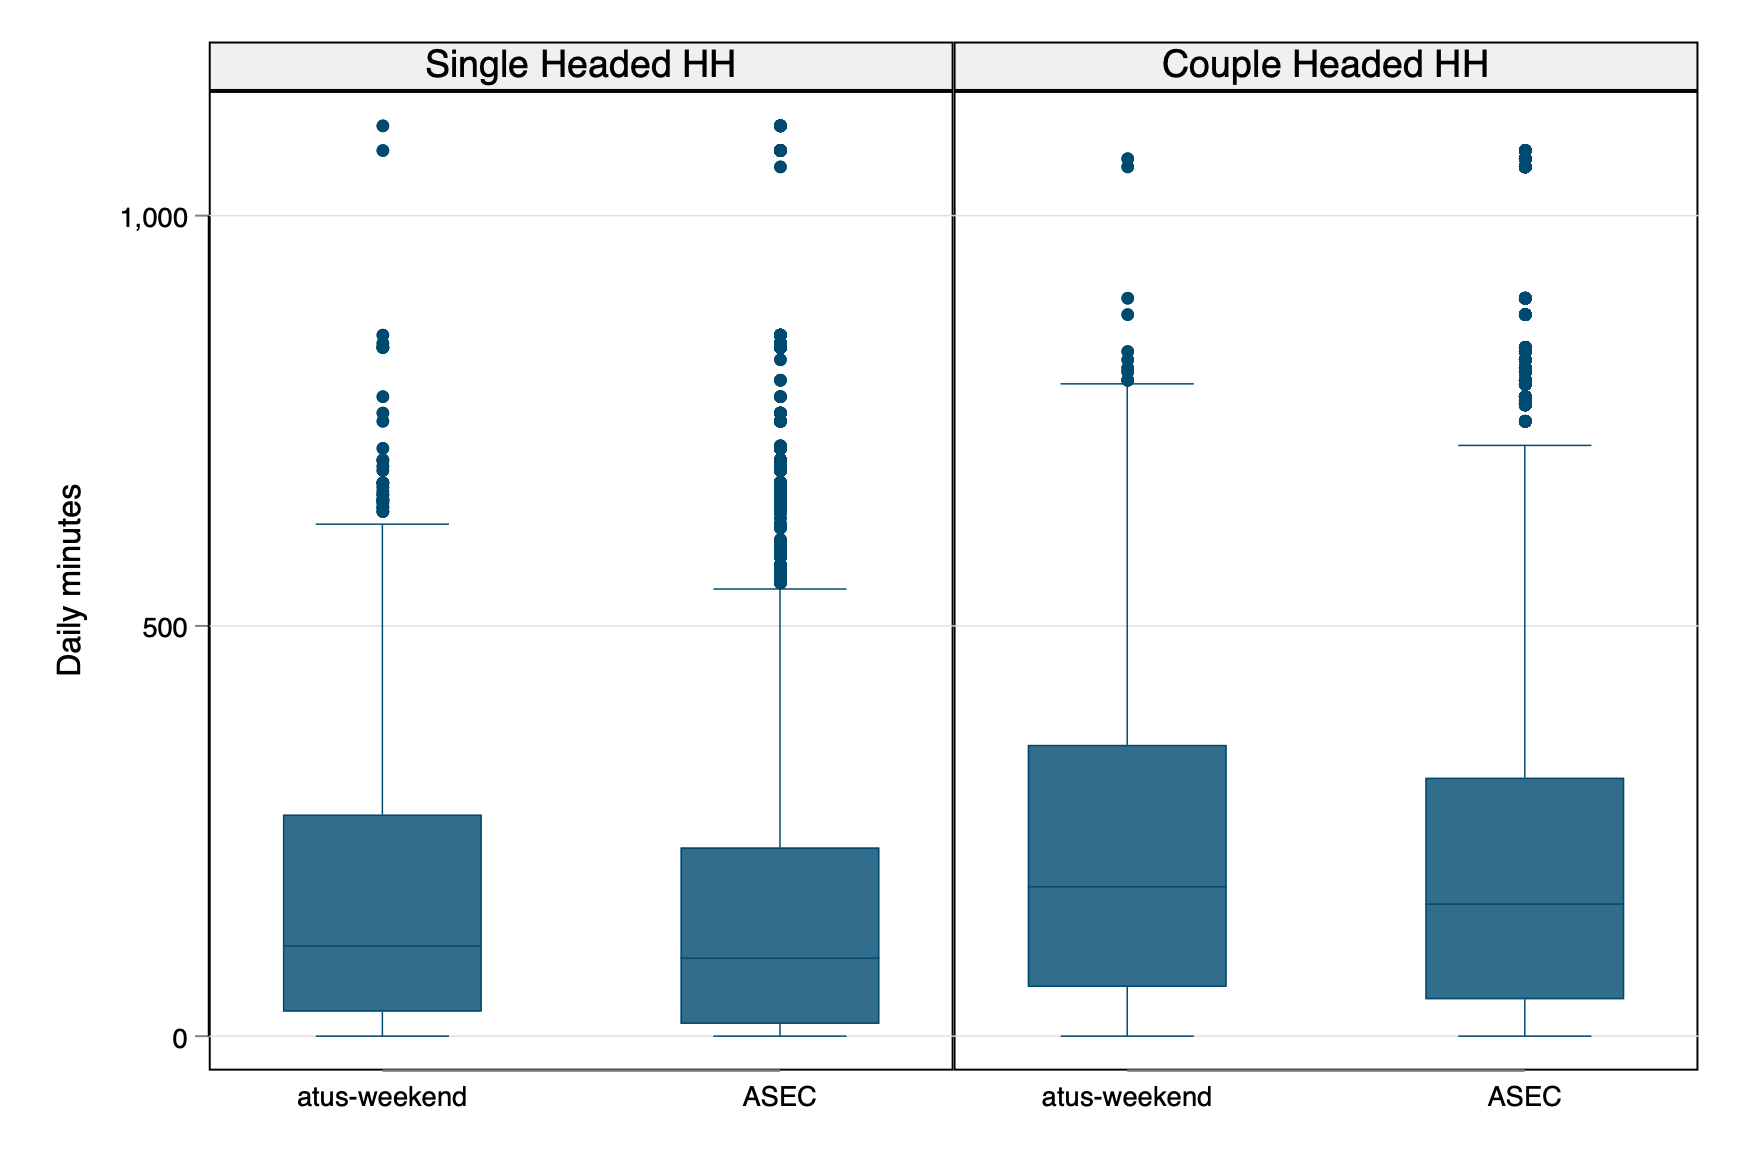 Single Headed HH
Couple Headed HH
Daily minutes
1,000
500
0
atus-weekend
ASEC
atus-weekend
ASEC